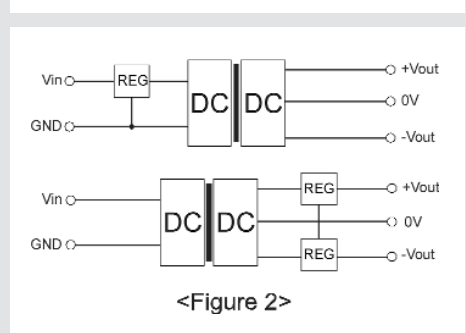 Vin
REG
DC
DC
+Vout
0V
GND
-Vout
Vin
DC
DC
REG
+Vout
0V
GND
REG
-Vout
<Figure 2>